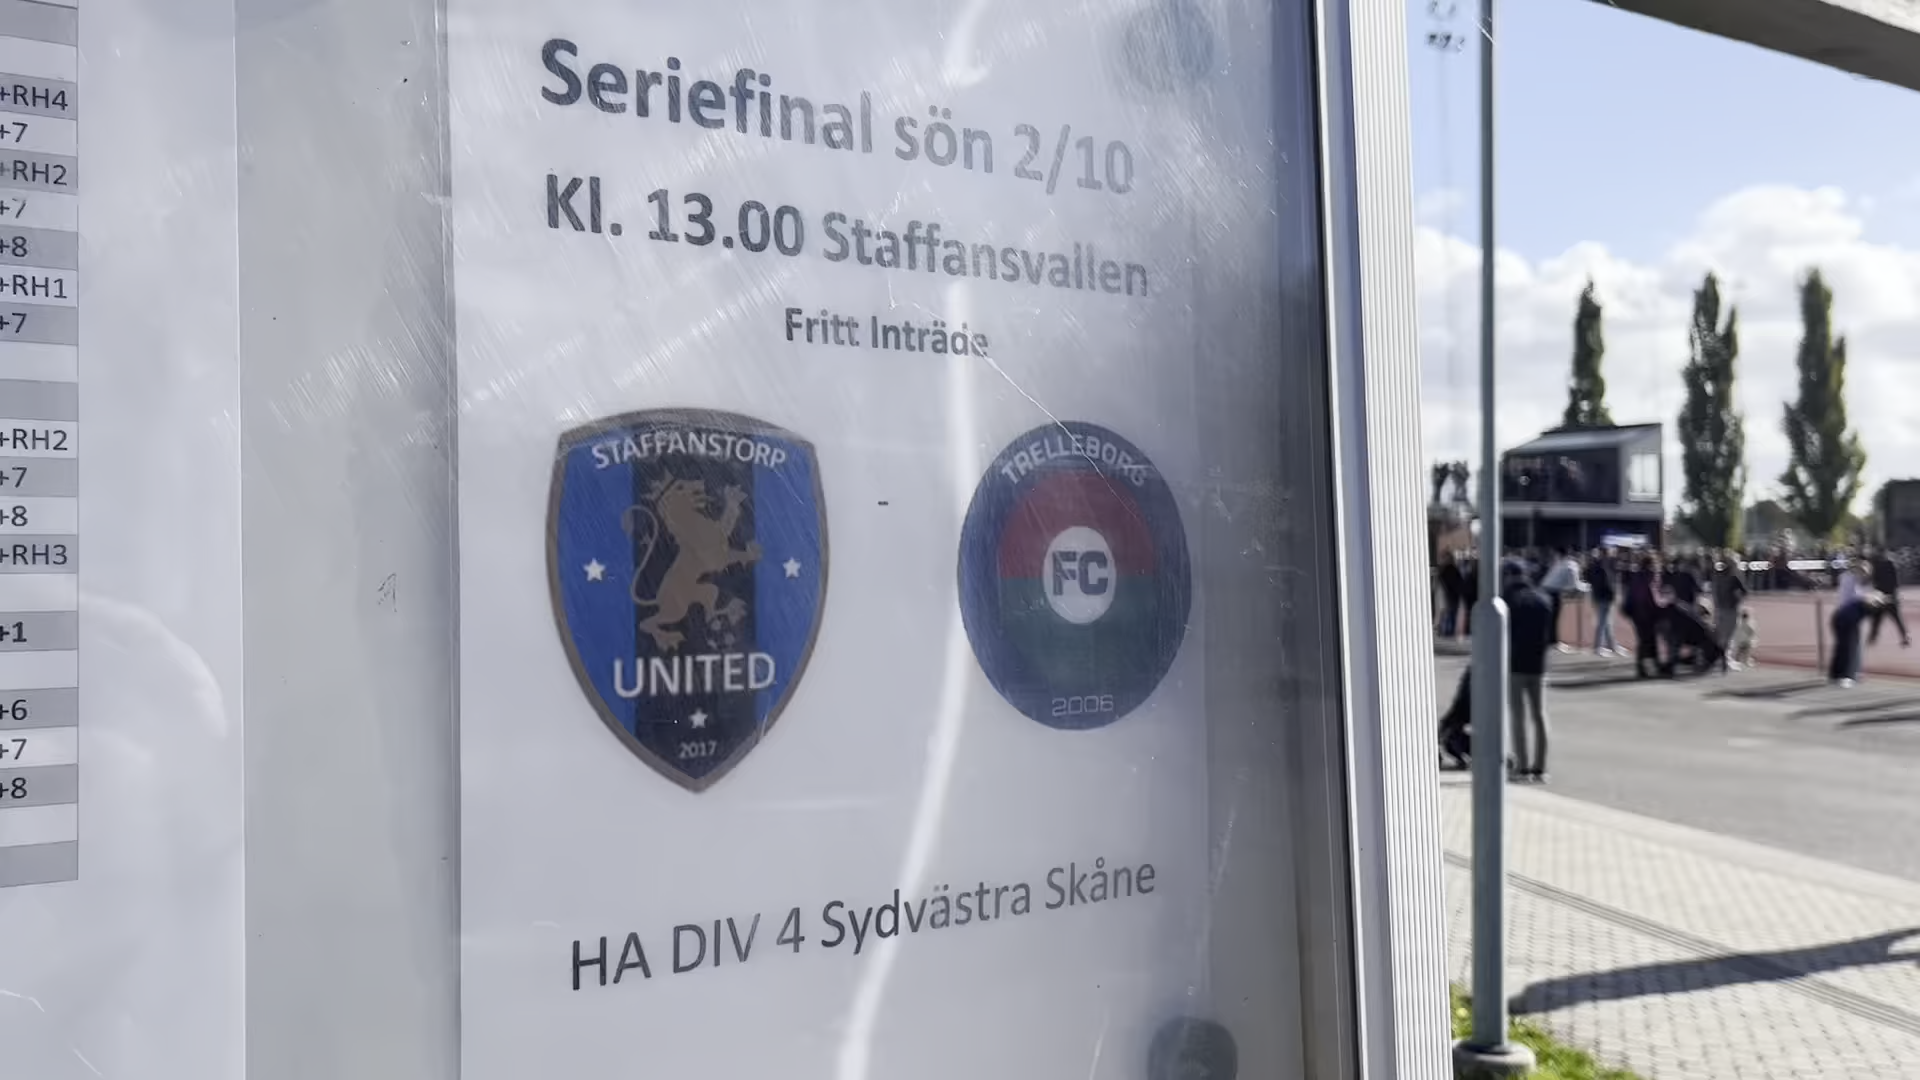 +RH4
+7
+RH2
+7
+8
+RH1
+7
+RH2
+7
+8
+RH3
+1
+6
+7
+8
Seriefinal sön 2/10
Kl. 13.00 Staffansvallen
Fritt Inträde
STAFFANSTORP
UNITED
2017
-
TRELLEBORG
FC
2006
HA DIV 4 Sydvästra Skåne